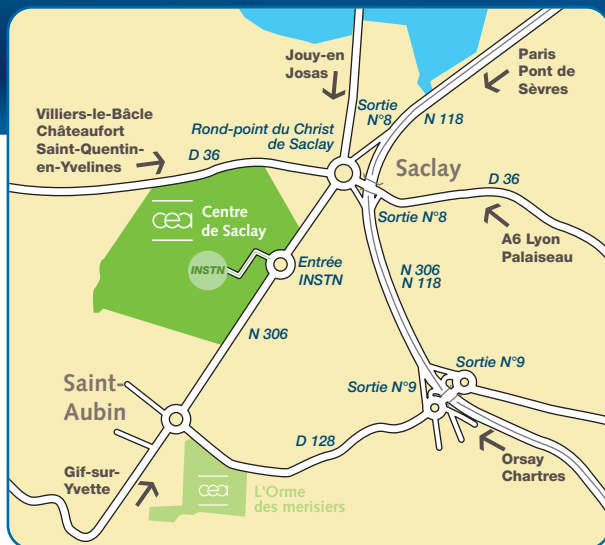 Jouy-en
Josas
Paris
Pont de
Sèvres
Sortie
N°8
N 118
Villiers-le-Bâcle
Châteaufort
Saint-Quentin-
en-Yvelines
Rond-point du Christ
de Saclay
D 36
Saclay
D 36
cea
Centre
de Saclay
Sortie N°8
A6 Lyon
Palaiseau
INSTN
Entrée
INSTN
N 306
N 118
N 306
Sortie N°9
Sortie N°9
Saint-
Aubin
D 128
Orsay
Chartres
Gif-sur-
Yvette
cea
L'Orme
des merisiers